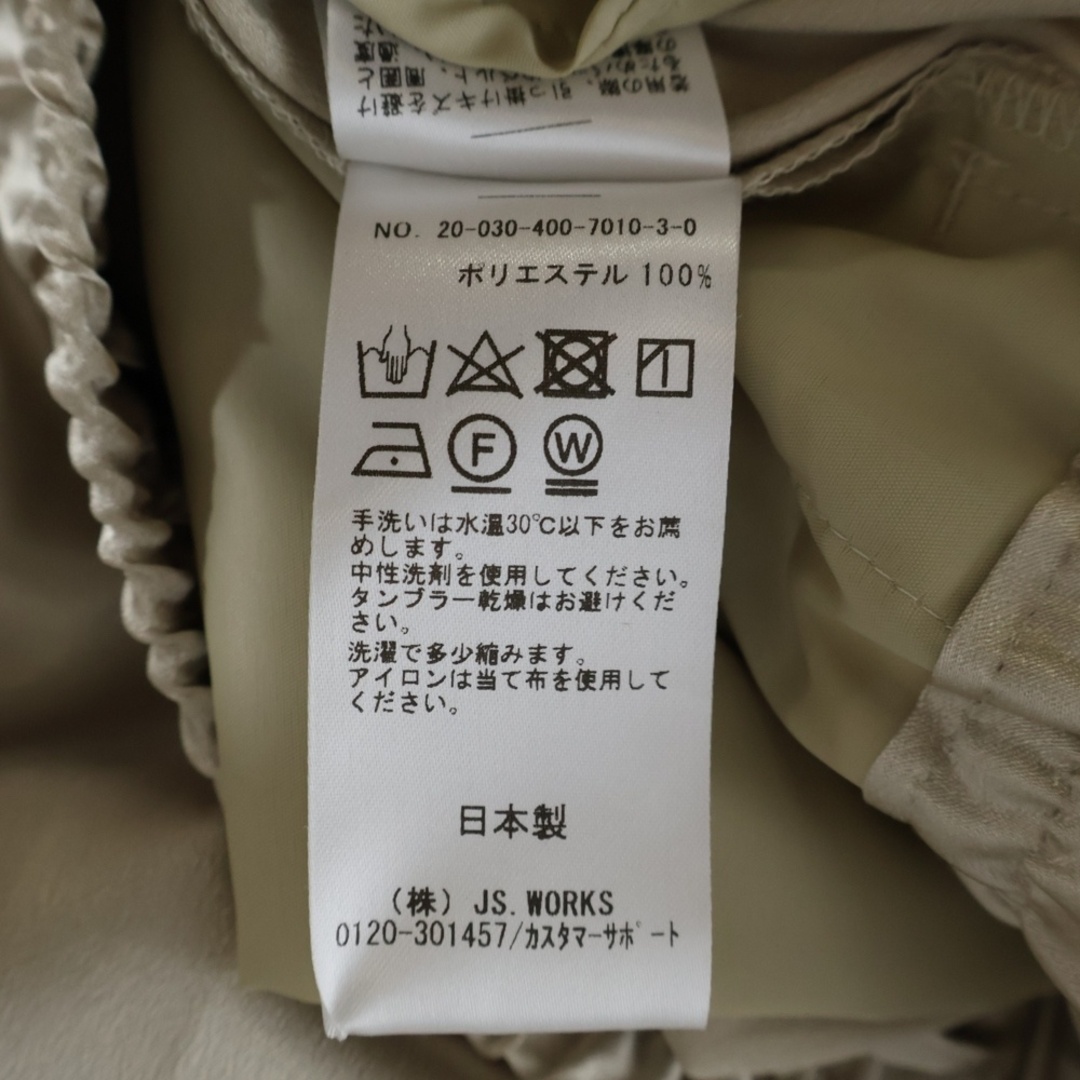 NO. 20-030-400-7010-3-0
ポリエステル 100%
F W
手洗いは水温30℃以下をお薦
めします。
中性洗剤を使用してください。
タンブラー乾燥はお避けくだ
さい。
洗濯で多少縮みます。
アイロンは当て布を使用して
ください。
日本製
(株) JS.WORKS
0120-301457/カスタマーサポート